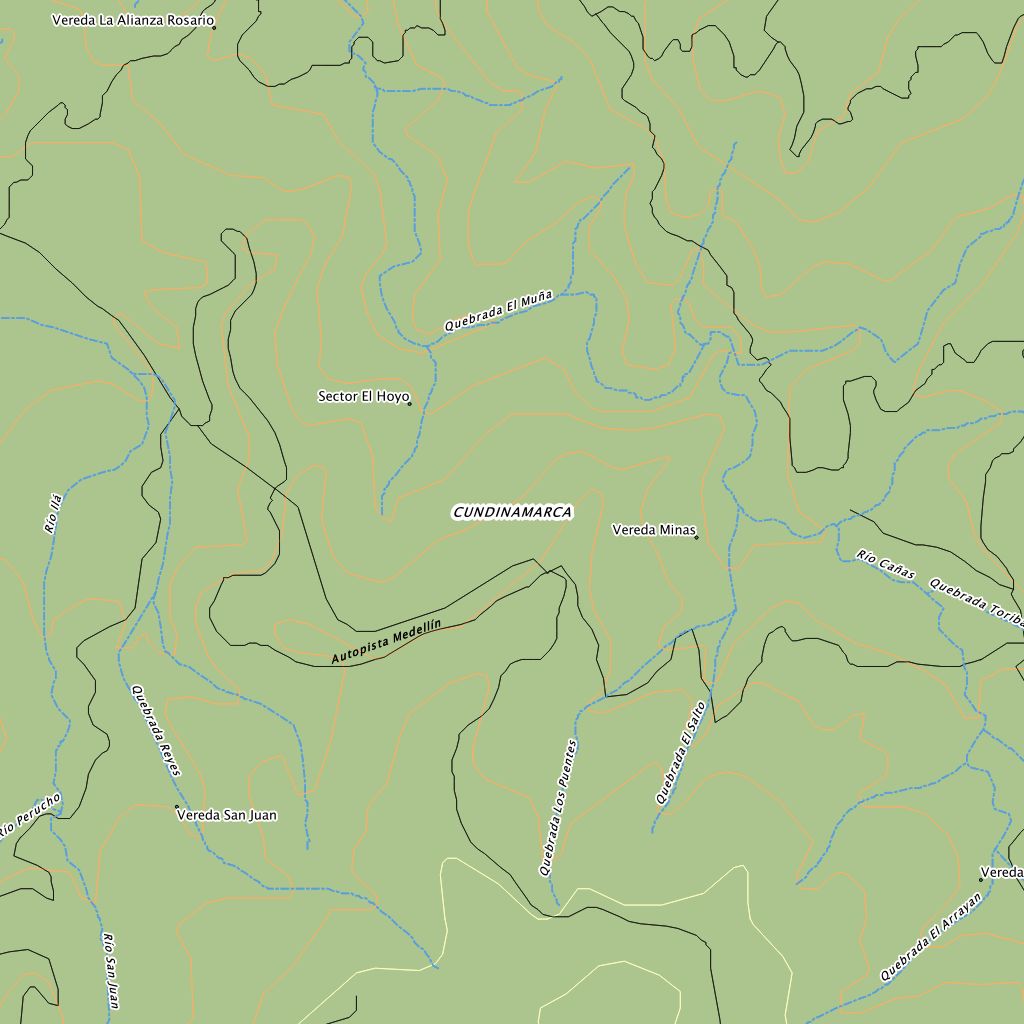 Vereda La Alianza Rosario
Quebrada El Muña
Sector El Hoyo
Río Ilá
CUNDINAMARCA
Vereda Minas
Río Cañas
Quebrada Toriba
Autopista Medellín
Quebrada Reyes
Quebrada El Salto
Quebrada Los Puentes
Río Perucho
Vereda San Juan
Vereda
Quebrada El Arrayan
Río San Juan